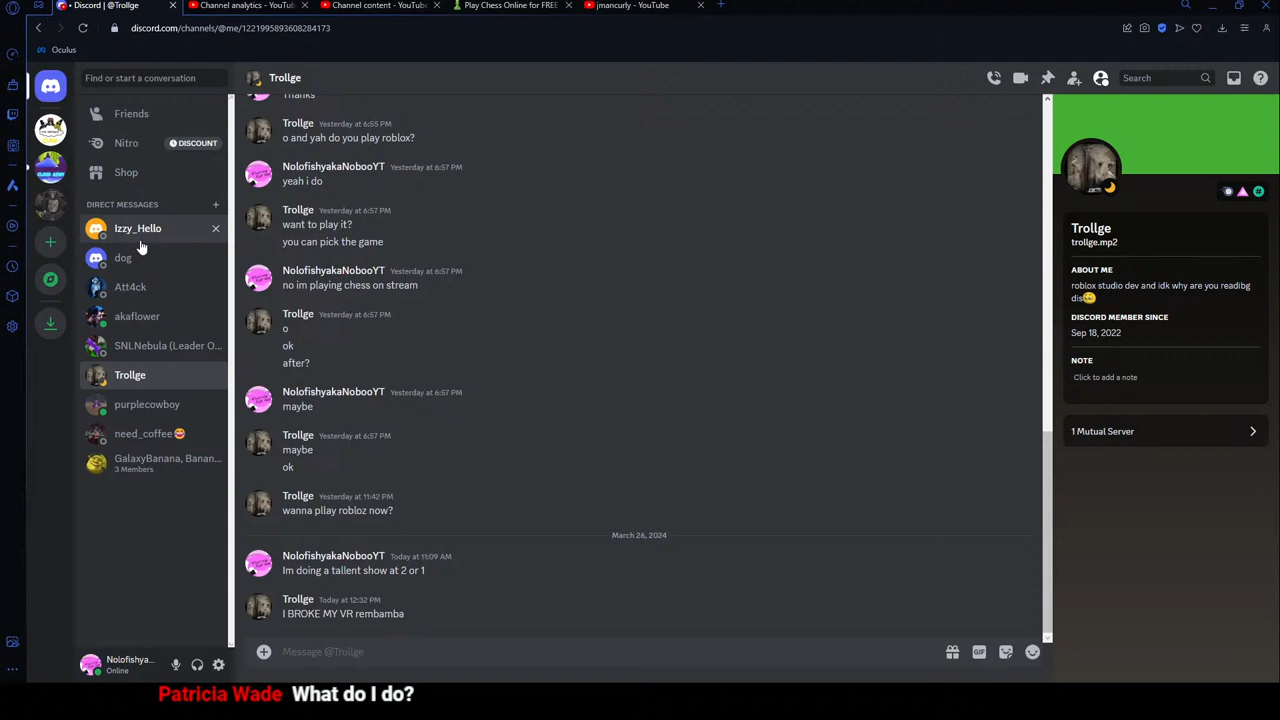 Discord | @Trollge
Channel analytics - YouTub
Channel content - YouTube
Play Chess Online for FREE
jmancurly - YouTube
discord.com/channels/@me/1221995893608284173
Oculus
Find or start a conversation
Trollge
Search
Friends
Nitro
DISCOUNT
Shop
DIRECT MESSAGES
Izzy_Hello
dog
Att4ck
akaflower
SNLNebula (Leader O...
Trollge
purplecowboy
need_coffee😄
GalaxyBanana, Banan...
3 Members
Nolofishya...
Online
Thanks
Trollge Yesterday at 6:55 PM
o and yah do you play roblox?
NolofishyakaNobooYT Yesterday at 6:57 PM
yeah i do
Trollge Yesterday at 6:57 PM
want to play it?
you can pick the game
NolofishyakaNobooYT Yesterday at 6:57 PM
no im playing chess on stream
Trollge Yesterday at 6:57 PM
o
ok
after?
NolofishyakaNobooYT Yesterday at 6:57 PM
maybe
Trollge Yesterday at 6:57 PM
maybe
ok
Trollge Yesterday at 11:42 PM
wanna pllay robloz now?
March 26, 2024
NolofishyakaNobooYT Today at 11:09 AM
Im doing a tallent show at 2 or 1
Trollge Today at 12:32 PM
I BROKE MY VR rembamba
Message @Trollge
GIF
Trollge
trollge.mp2
ABOUT ME
roblox studio dev and idk why are you readibg
dis
DISCORD MEMBER SINCE
Sep 18, 2022
NOTE
Click to add a note
1 Mutual Server
Patricia Wade What do I do?